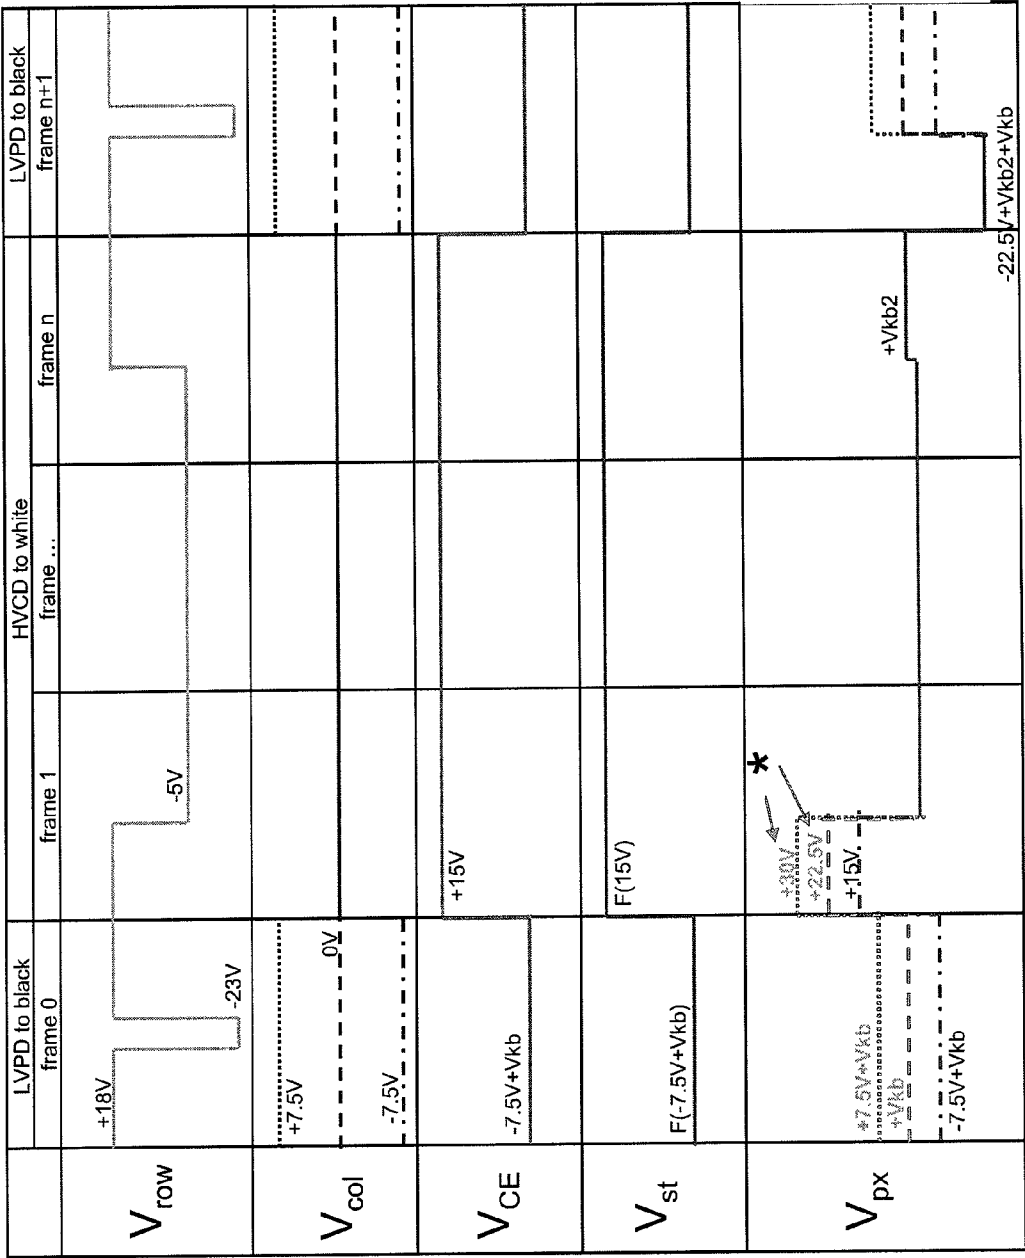 LVPD to black
HVCD to white
LVPD to black
frame 0
frame 1
frame ...
frame n
frame n+1
Vrow
+18V
-23V
-5V
Vcol
+7.5V
0V
-7.5V
VCE
-7.5V+Vkb
+15V
Vst
F(-7.5V+Vkb)
F(15V)
Vpx
+7.5V+Vkb
+Vkb
-7.5V+Vkb
+30V
+22.5V
+15V
*
+Vkb2
-22.5V+Vkb2+Vkb